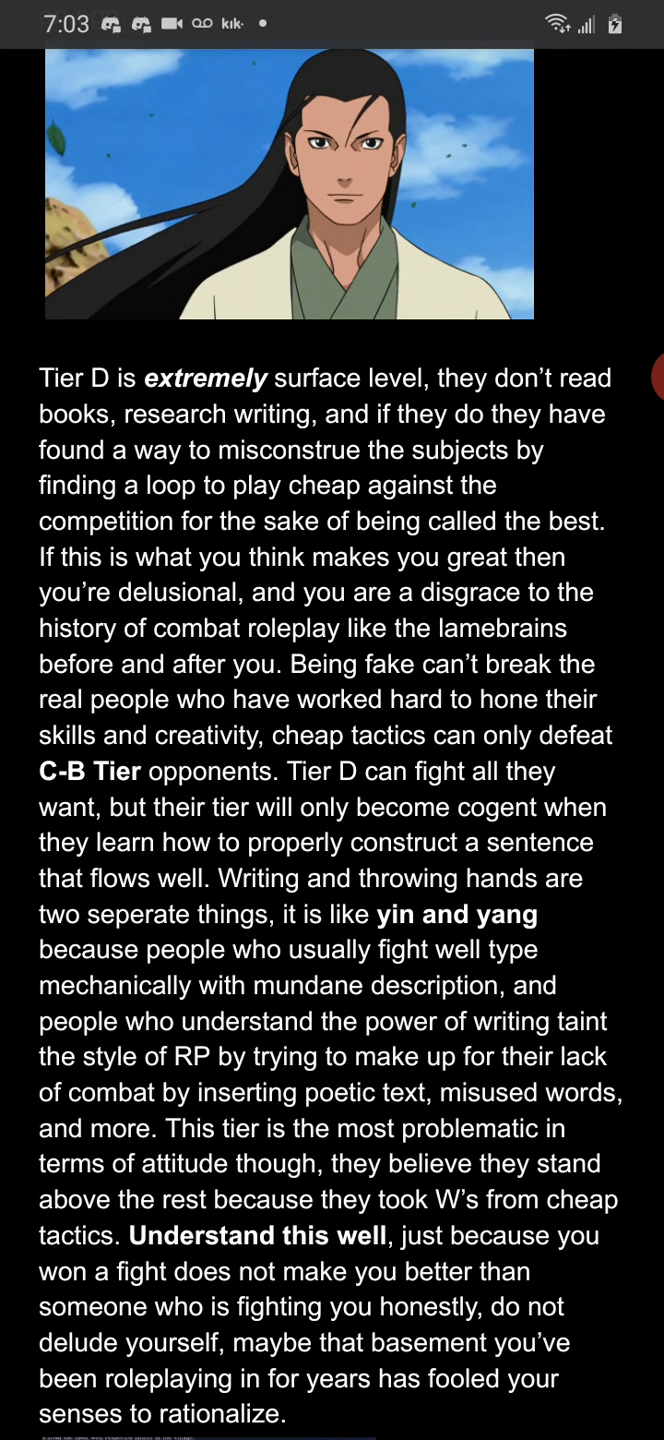 7:03 kik·
Tier D is extremely surface level, they don’t read
books, research writing, and if they do they have
found a way to misconstrue the subjects by
finding a loop to play cheap against the
competition for the sake of being called the best.
If this is what you think makes you great then
you’re delusional, and you are a disgrace to the
history of combat roleplay like the lamebrains
before and after you. Being fake can’t break the
real people who have worked hard to hone their
skills and creativity, cheap tactics can only defeat
C-B Tier opponents. Tier D can fight all they
want, but their tier will only become cogent when
they learn how to properly construct a sentence
that flows well. Writing and throwing hands are
two seperate things, it is like yin and yang
because people who usually fight well type
mechanically with mundane description, and
people who understand the power of writing taint
the style of RP by trying to make up for their lack
of combat by inserting poetic text, misused words,
and more. This tier is the most problematic in
terms of attitude though, they believe they stand
above the rest because they took W’s from cheap
tactics. Understand this well, just because you
won a fight does not make you better than
someone who is fighting you honestly, do not
delude yourself, maybe that basement you’ve
been roleplaying in for years has fooled your
senses to rationalize.